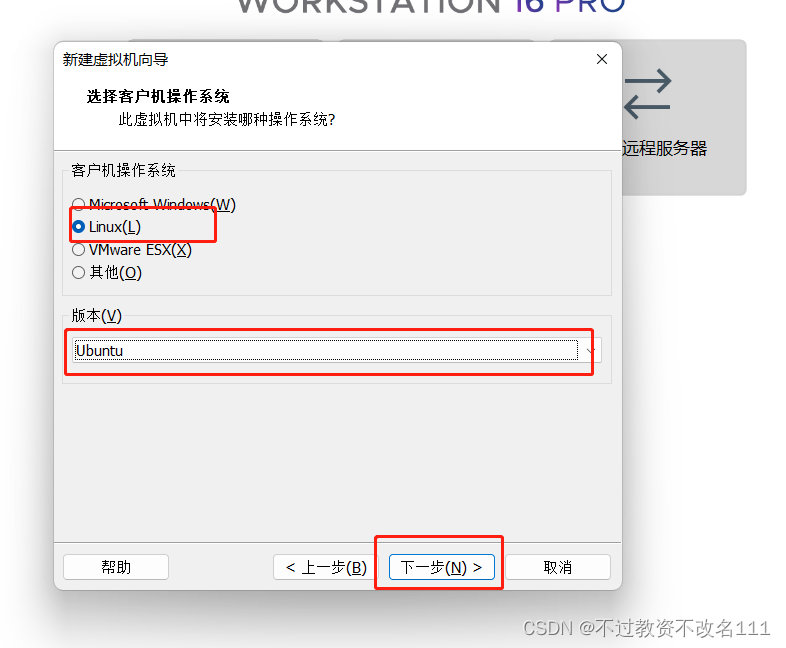 WORKSTATION 16 PRO
新建虚拟机向导
选择客户机操作系统
此虚拟机中将安装哪种操作系统?
远程服务器
客户机操作系统
Microsoft Windows(W)
Linux(L)
VMware ESX(X)
其他(O)
版本(V)
Ubuntu
帮助
< 上一步(B)
下一步(N) >
取消
CSDN @不过教资不改名111